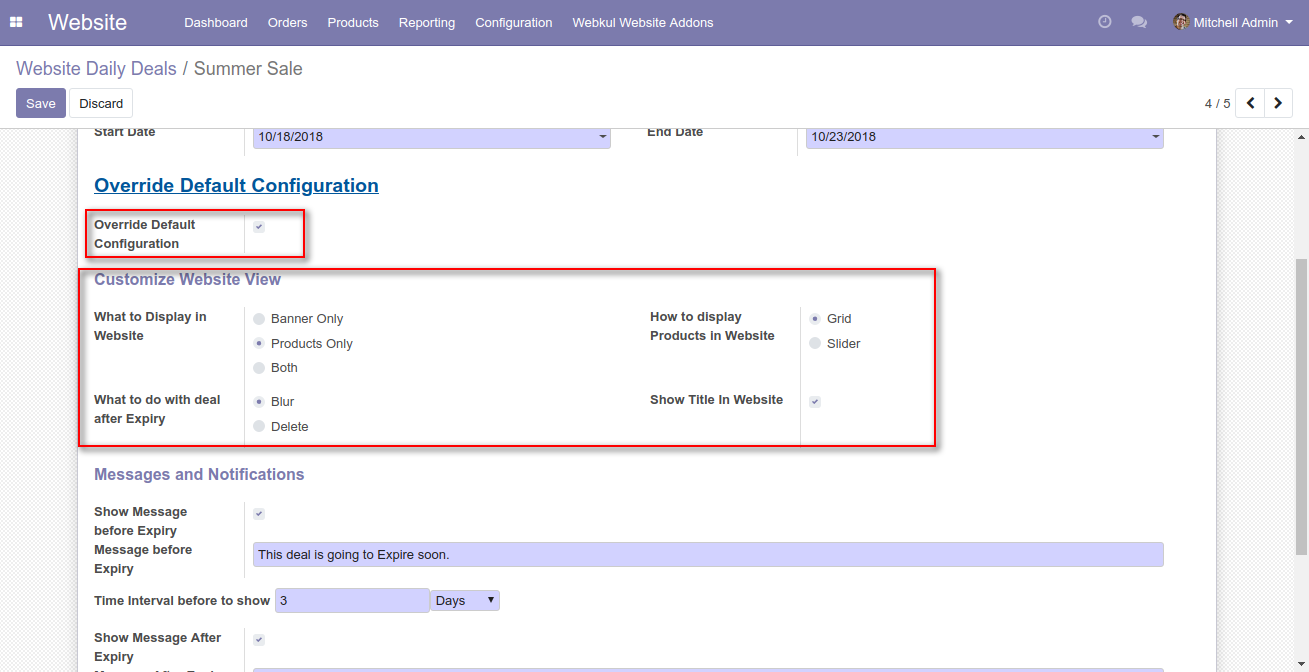 Website Dashboard Orders Products Reporting Configuration Webkul Website Addons Mitchell Admin
Website Daily Deals / Summer Sale
Save Discard 4 / 5
Start Date 10/18/2018 End Date 10/23/2018
Override Default Configuration
Override Default
Configuration
Customize Website View
What to Display in
Website
Banner Only
Products Only
Both
How to display
Products in Website
Grid
Slider
What to do with deal
after Expiry
Blur
Delete
Show Title In Website
Messages and Notifications
Show Message
before Expiry
Message before
Expiry
This deal is going to Expire soon.
Time Interval before to show 3 Days
Show Message After
Expiry